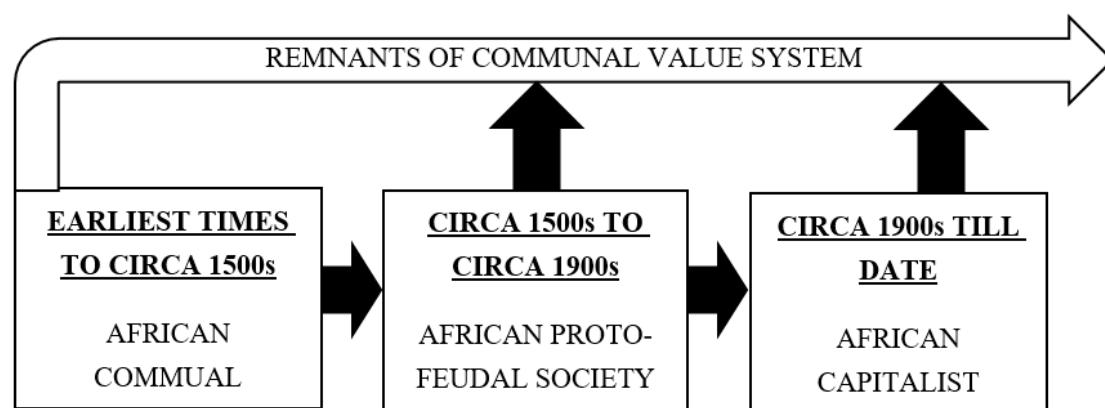 REMNANTS OF COMMUNAL VALUE SYSTEM
EARLIEST TIMES
TO CIRCA 1500s
AFRICAN
COMMUAL
CIRCA 1500s TO
CIRCA 1900s
AFRICAN PROTO-
FEUDAL SOCIETY
CIRCA 1900s TILL
DATE
AFRICAN
CAPITALIST